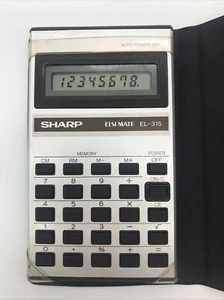 AUTO POWER OFF
12345678.
SHARP ELSI MATE EL-315
MEMORY POWER
CM RM M− M+ OFF
7 8 9 ÷ ON/C
4 5 6 × CE
1 2 3 − √
0 • % + =